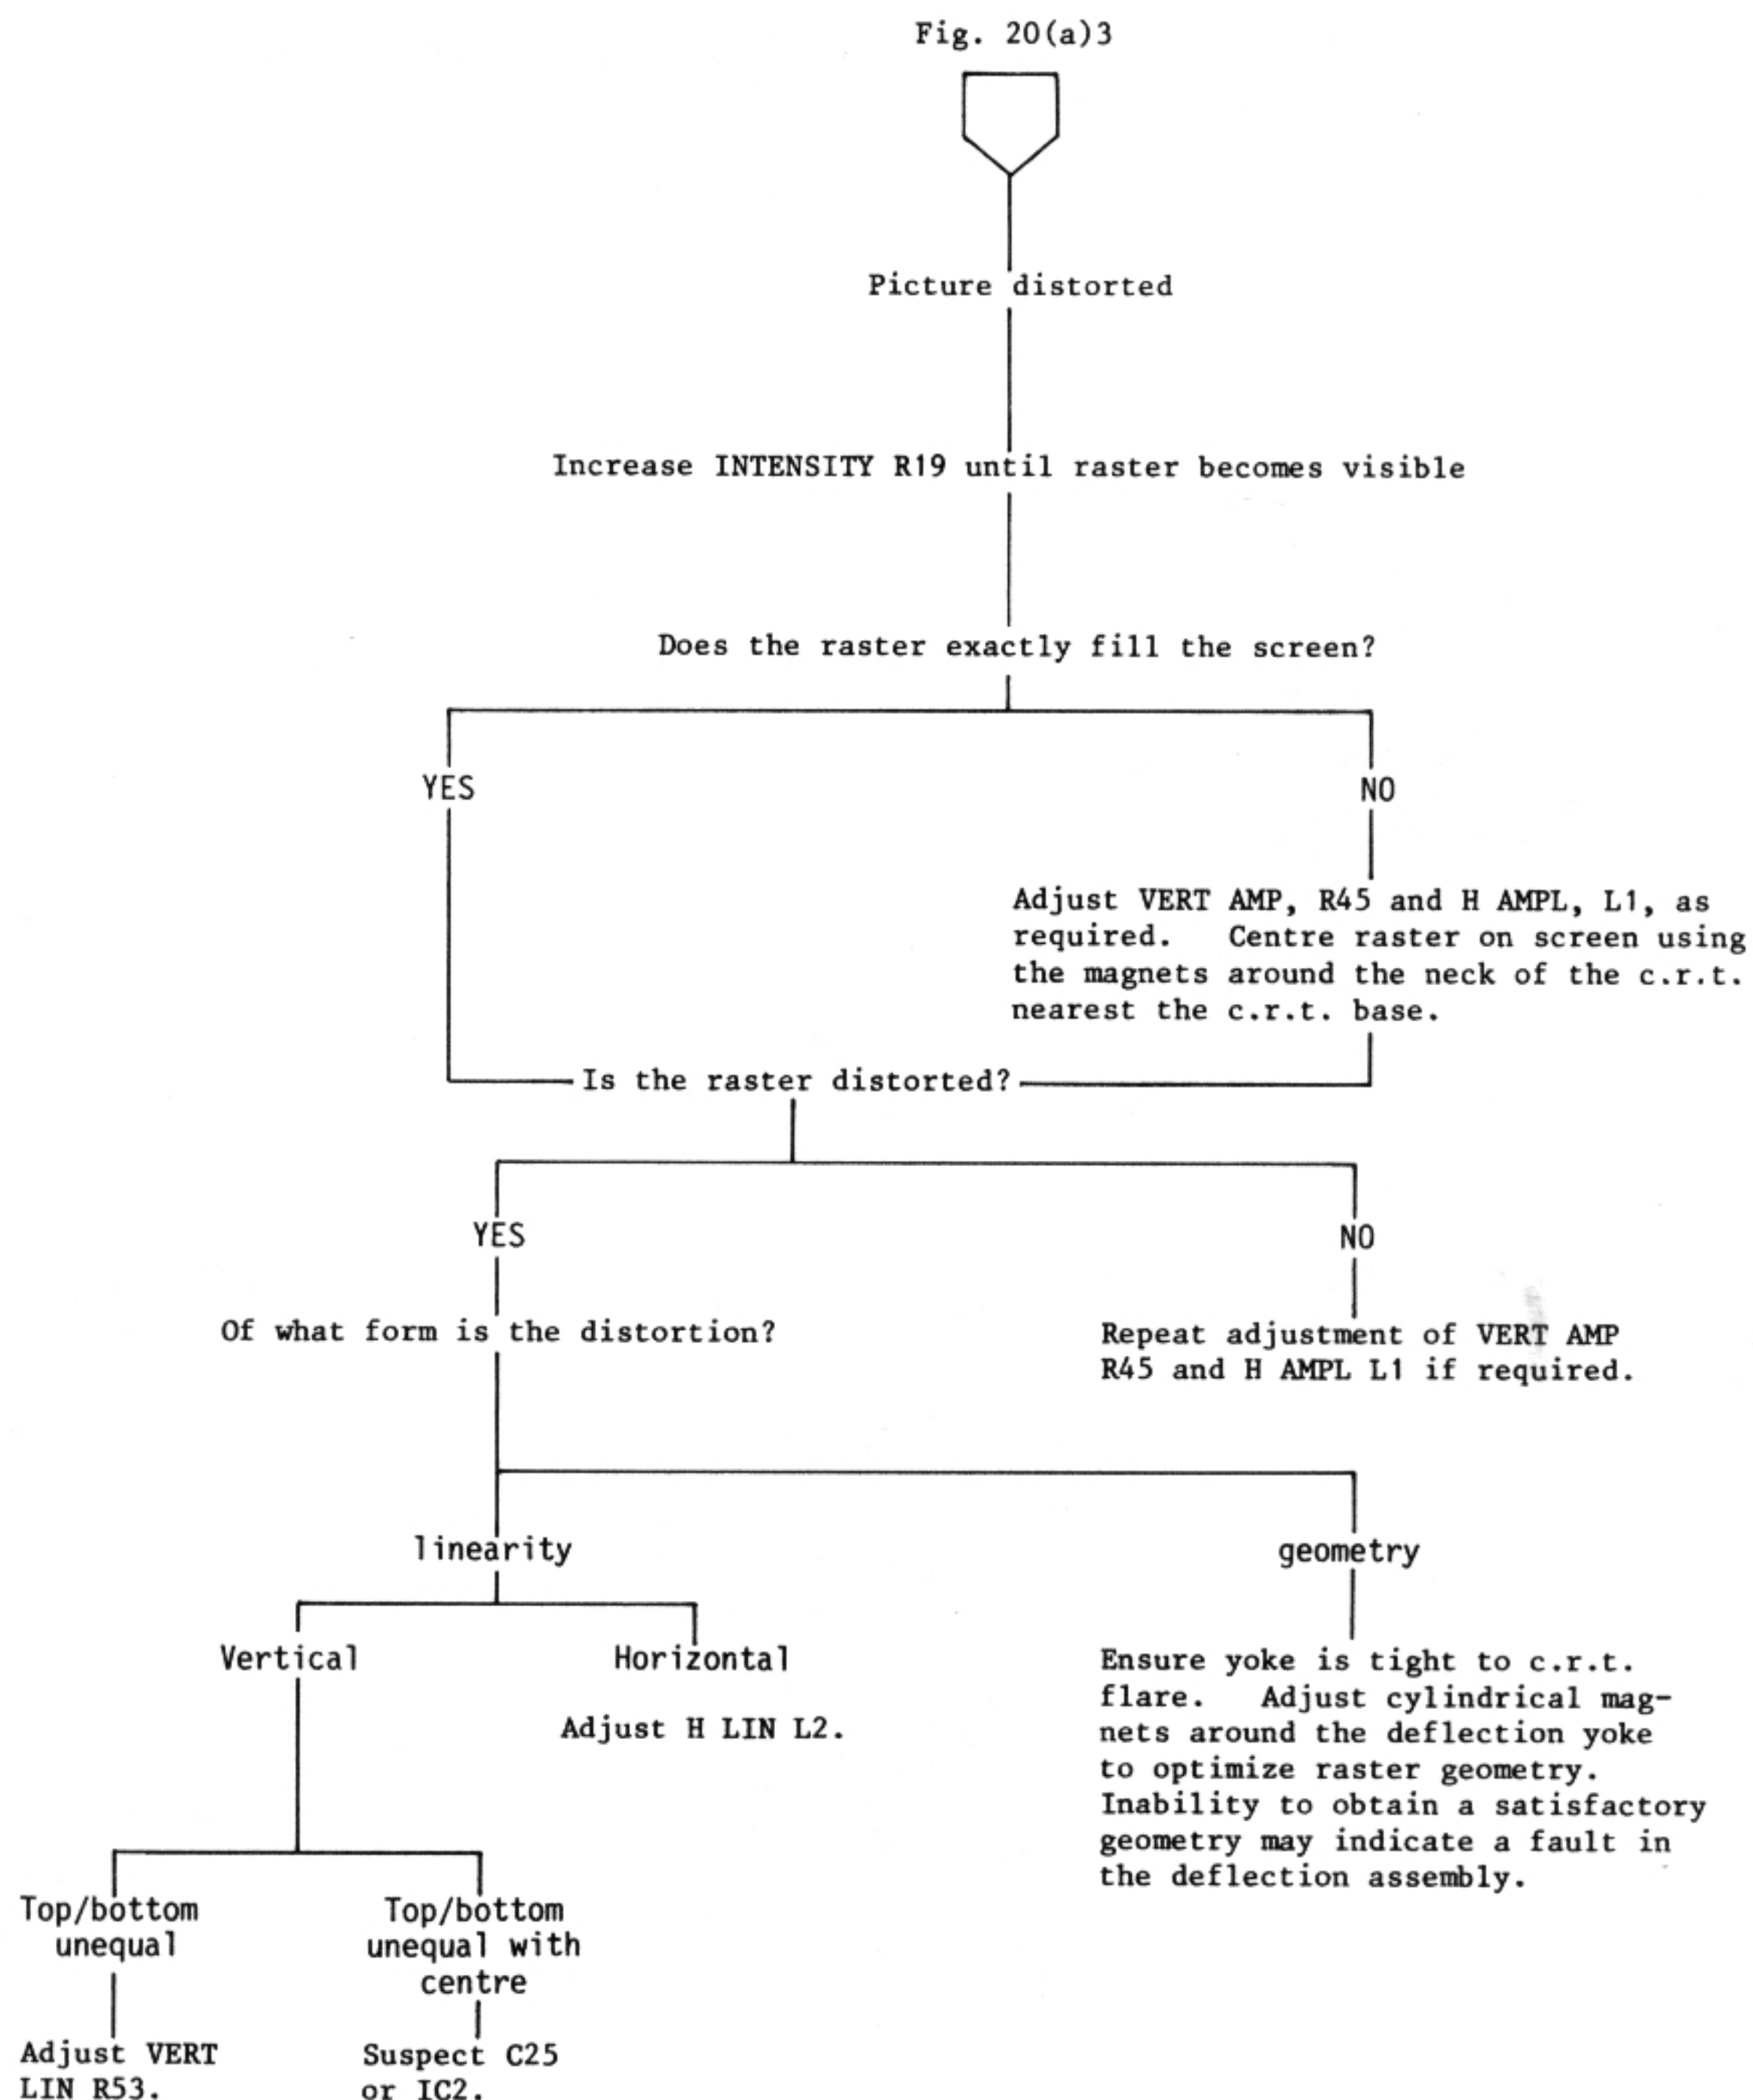 Fig. 20(a)3
Picture distorted
Increase INTENSITY R19 until raster becomes visible
Does the raster exactly fill the screen?
YES
NO
Adjust VERT AMP, R45 and H AMPL, L1, as
required. Centre raster on screen using
the magnets around the neck of the c.r.t.
nearest the c.r.t. base.
Is the raster distorted?
YES
NO
Of what form is the distortion?
Repeat adjustment of VERT AMP
R45 and H AMPL L1 if required.
linearity
geometry
Vertical
Horizontal
Adjust H LIN L2.
Ensure yoke is tight to c.r.t.
flare. Adjust cylindrical mag-
nets around the deflection yoke
to optimize raster geometry.
Inability to obtain a satisfactory
geometry may indicate a fault in
the deflection assembly.
Top/bottom
unequal
Top/bottom
unequal with
centre
Adjust VERT
LIN R53.
Suspect C25
or IC2.